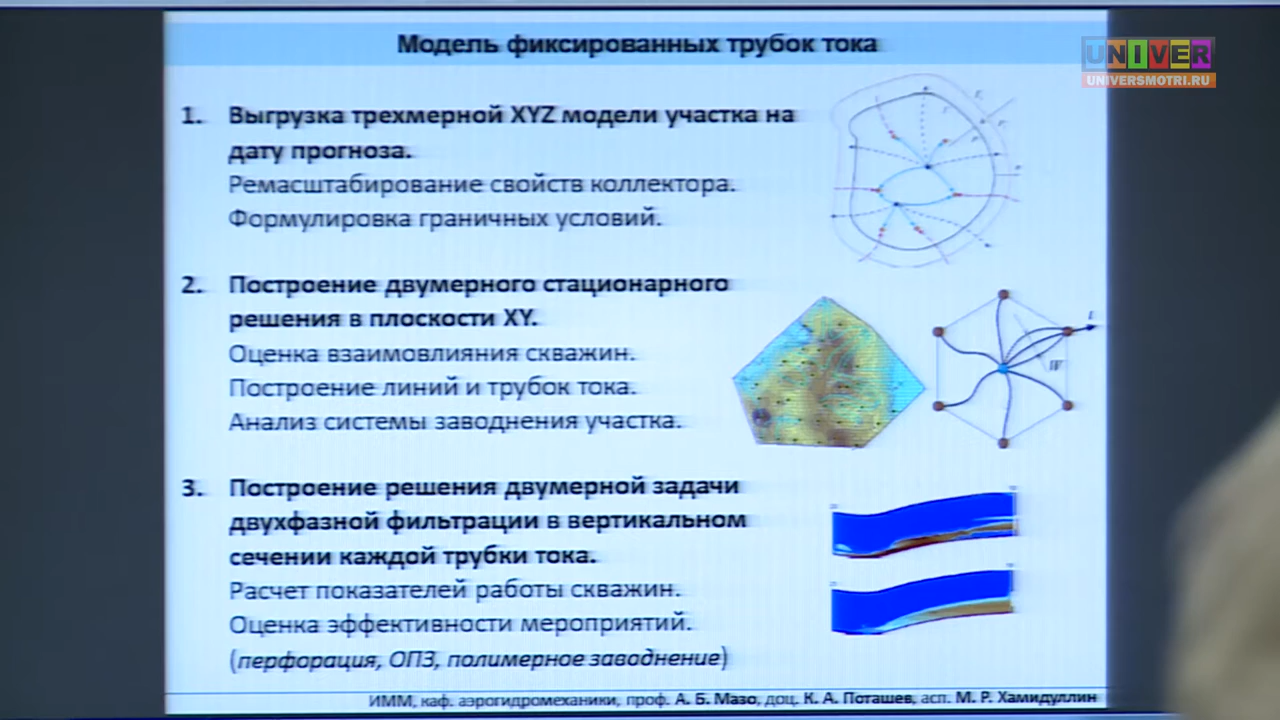 Модель фиксированных трубок тока
UNIVER
UNIVERSMOTRI.RU
1. Выгрузка трехмерной XYZ модели участка на
дату прогноза.
Ремасштабирование свойств коллектора.
Формулировка граничных условий.
2. Построение двумерного стационарного
решения в плоскости XY.
Оценка взаимовлияния скважин.
Построение линий и трубок тока.
Анализ системы заводнения участка.
3. Построение решения двумерной задачи
двухфазной фильтрации в вертикальном
сечении каждой трубки тока.
Расчет показателей работы скважин.
Оценка эффективности мероприятий.
(перфорация, ОПЗ, полимерное заводнение)
ИММ, каф. аэрогидромеханики, проф. А. Б. Мазо, доц. К. А. Поташев, асп. М. Р. Хамидуллин